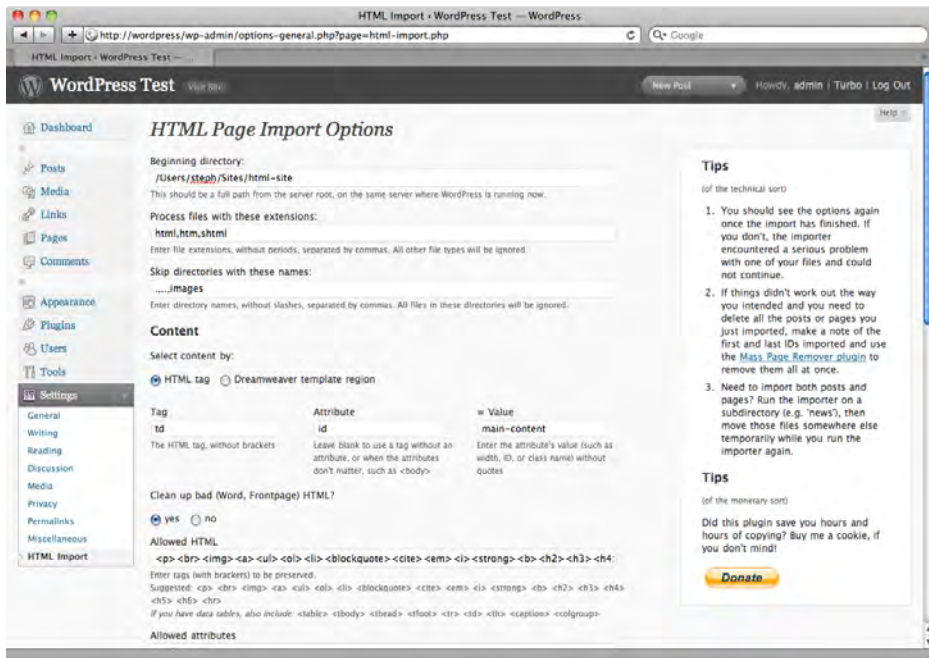 HTML Import ‹ WordPress Test — WordPress
http://wordpress/wp-admin/options-general.php?page=html-import.php
Google
HTML Import ‹ WordPress Test — ...
WordPress Test Visit Site
New Post
Howdy, admin | Turbo | Log Out
Help
Dashboard
Posts
Media
Links
Pages
Comments
Appearance
Plugins
Users
Tools
Settings
General
Writing
Reading
Discussion
Media
Privacy
Permalinks
Miscellaneous
HTML Import
HTML Page Import Options
Beginning directory:
/Users/steph/Sites/html-site
This should be a full path from the server root, on the same server where WordPress is running now.
Process files with these extensions:
html,htm,shtml
Enter file extensions, without periods, separated by commas. All other file types will be ignored.
Skip directories with these names:
.,..,images
Enter directory names, without slashes, separated by commas. All files in these directories will be ignored.
Content
Select content by:
HTML tag Dreamweaver template region
Tag
td
The HTML tag, without brackets
Attribute
id
Leave blank to use a tag without an
attribute, or when the attributes
don't matter, such as <body>
= Value
main-content
Enter the attribute's value (such as
width, ID, or class name) without
quotes
Clean up bad (Word, Frontpage) HTML?
yes no
Allowed HTML
<p><br><img><a><ul><ol><li><blockquote><cite><em><i><strong><b><h2><h3><h4:
Enter tags (with brackets) to be preserved.
Suggested: <p> <br> <img> <a> <ul> <ol> <li> <blockquote> <cite> <em> <i> <strong> <b> <h2> <h3> <h4>
<h5> <h6> <hr>
If you have data tables, also include: <table> <tbody> <thead> <tfoot> <tr> <td> <th> <caption> <colgroup>
Allowed attributes
Tips
(of the technical sort)
1. You should see the options again
once the import has finished. If
you don't, the importer
encountered a serious problem
with one of your files and could
not continue.
2. If things didn't work out the way
you intended and you need to
delete all the posts or pages you
just imported, make a note of the
first and last IDs imported and use
the Mass Page Remover plugin to
remove them all at once.
3. Need to import both posts and
pages? Run the importer on a
subdirectory (e.g. 'news'), then
move those files somewhere else
temporarily while you run the
importer again.
Tips
(of the monetary sort)
Did this plugin save you hours and
hours of copying? Buy me a cookie, if
you don't mind!
Donate